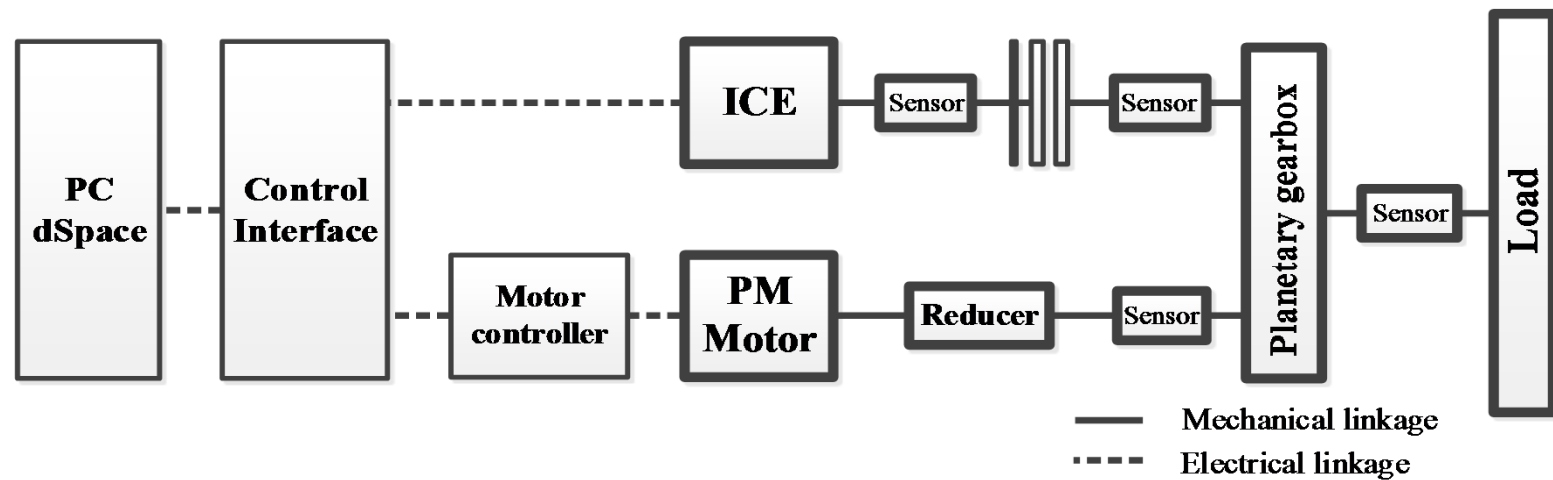 PC
dSpace
Control
Interface
ICE
Sensor
Sensor
Motor
controller
PM
Motor
Reducer
Sensor
Planetary gearbox
Sensor
Load
Mechanical linkage
Electrical linkage